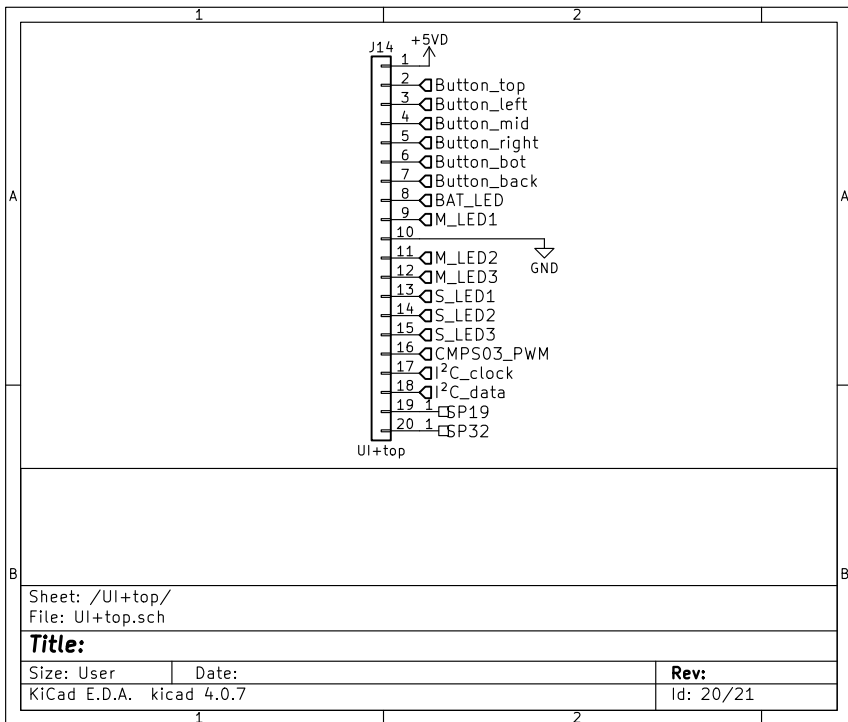 1 2
J14 +5VD
1
2 Button_top
3 Button_left
4 Button_mid
5 Button_right
6 Button_bot
7 Button_back
8 BAT_LED
9 M_LED1
A A
10
GND
11 M_LED2
12 M_LED3
13 S_LED1
14 S_LED2
15 S_LED3
16 CMPS03_PWM
17 I²C_clock
18 I²C_data
19 1 SP19
20 1 SP32
UI+top
B B
Sheet: /UI+top/
File: UI+top.sch
Title:
Size: User Date: Rev:
KiCad E.D.A. kicad 4.0.7 Id: 20/21
1 2